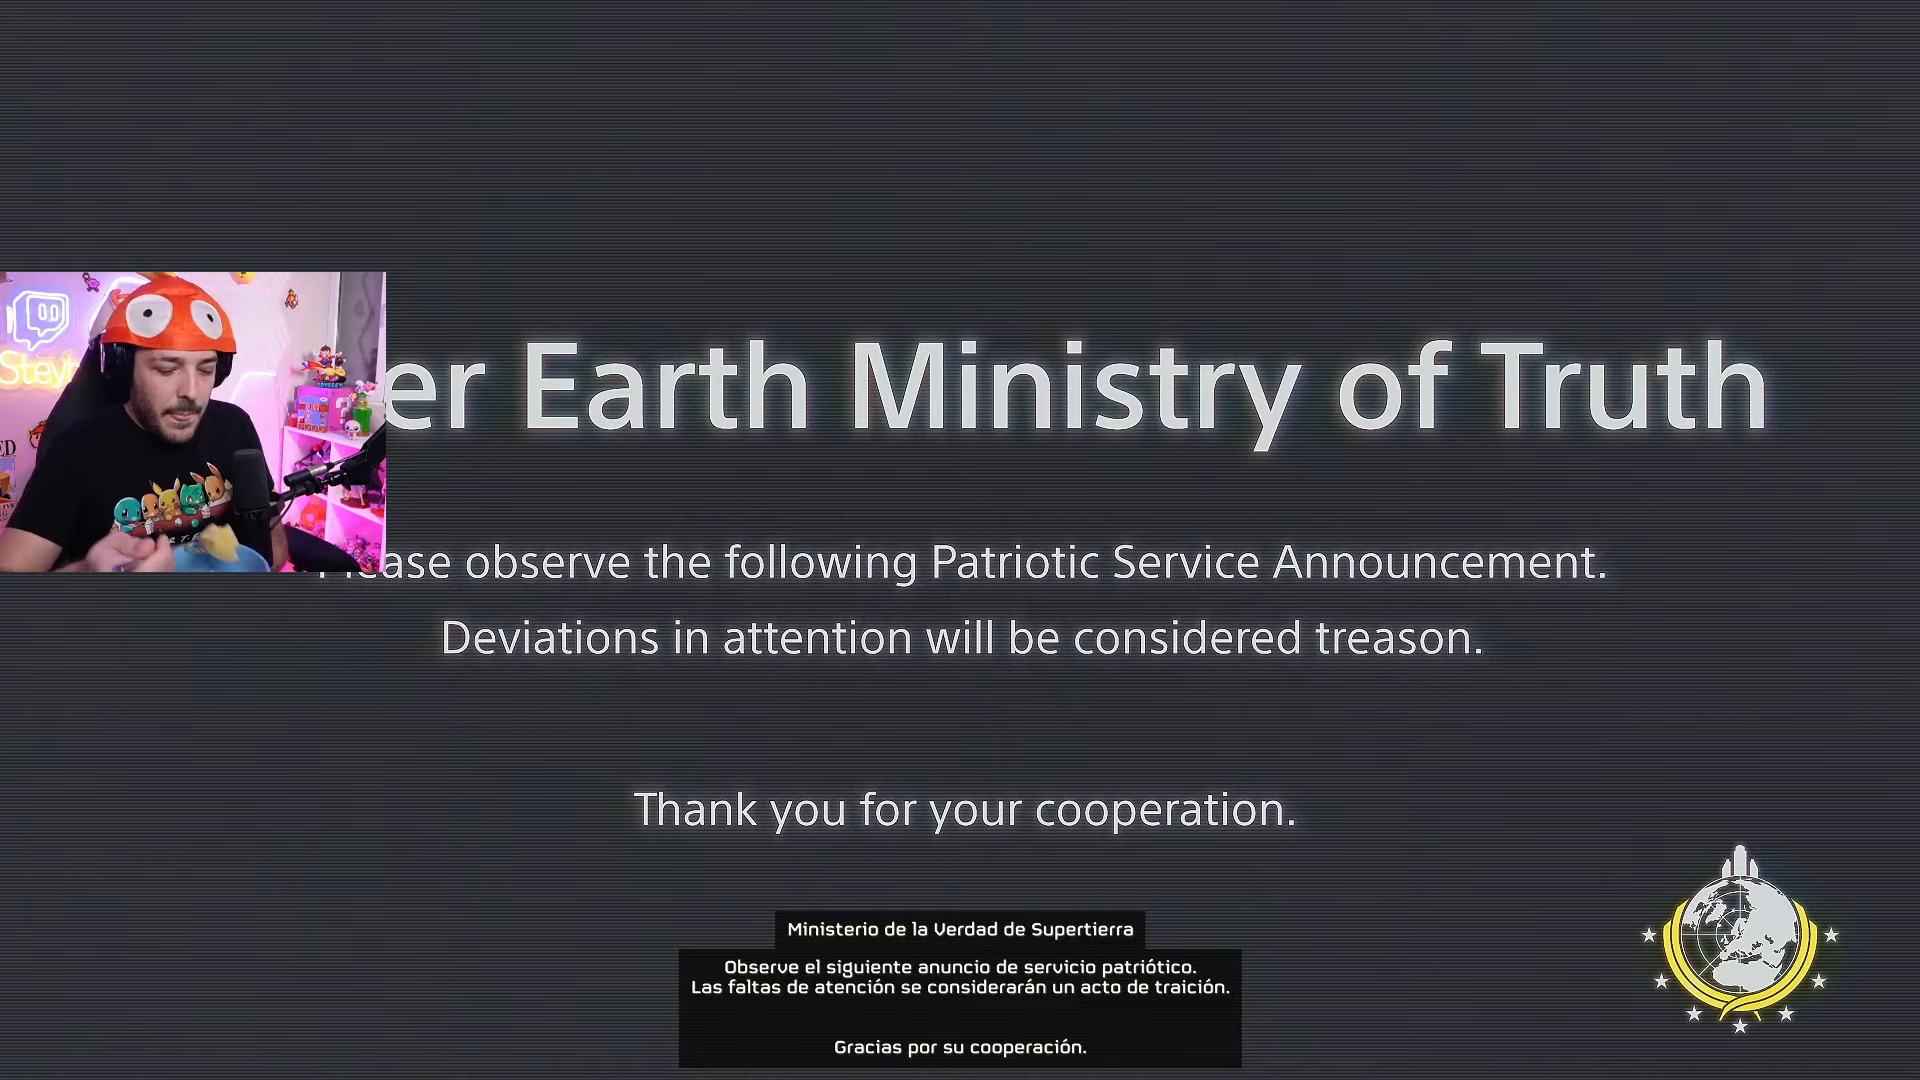 er Earth Ministry of Truth
ase observe the following Patriotic Service Announcement.
Deviations in attention will be considered treason.
Thank you for your cooperation.
Ministerio de la Verdad de Supertierra
Observe el siguiente anuncio de servicio patriótico.
Las faltas de atención se considerarán un acto de traición.
Gracias por su cooperación.